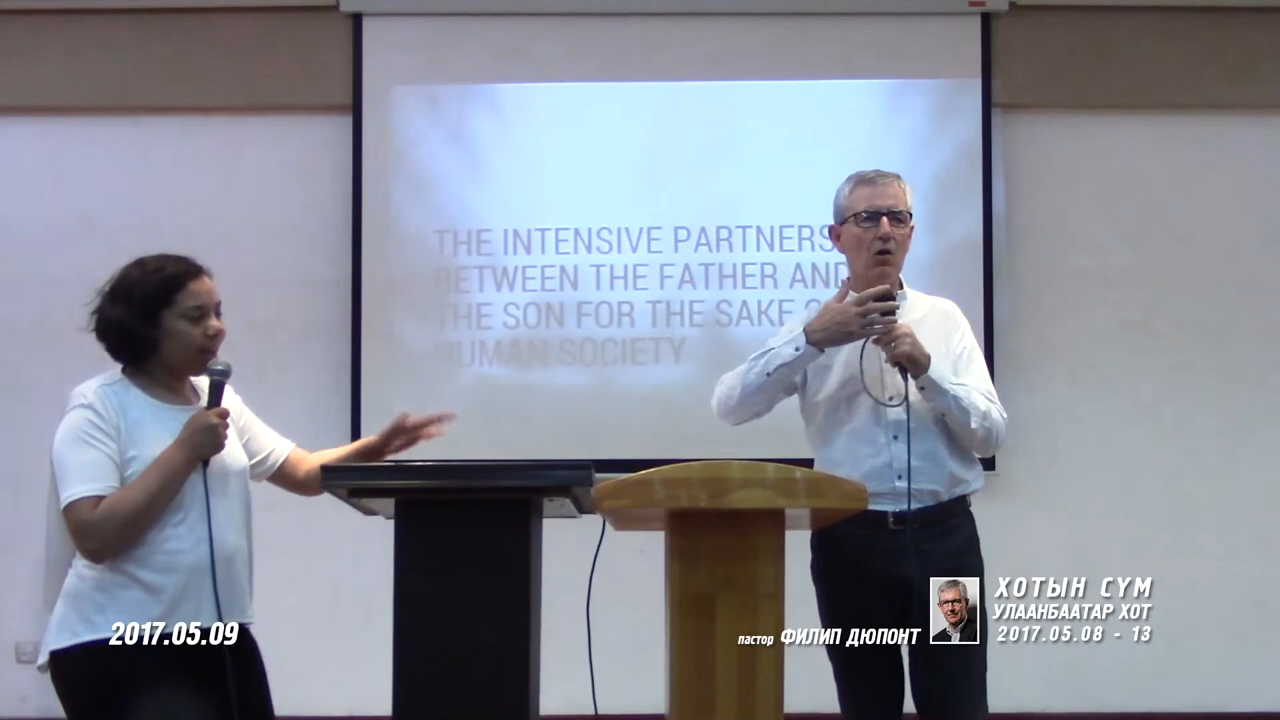 THE INTENSIVE PARTNERS
BETWEEN THE FATHER AND
THE SON FOR THE SAKE
HUMAN SOCIETY
2017.05.09
пастор ФИЛИП ДЮПОНТ
ХОТЫН СҮМ
УЛААНБААТАР ХОТ
2017.05.08 - 13